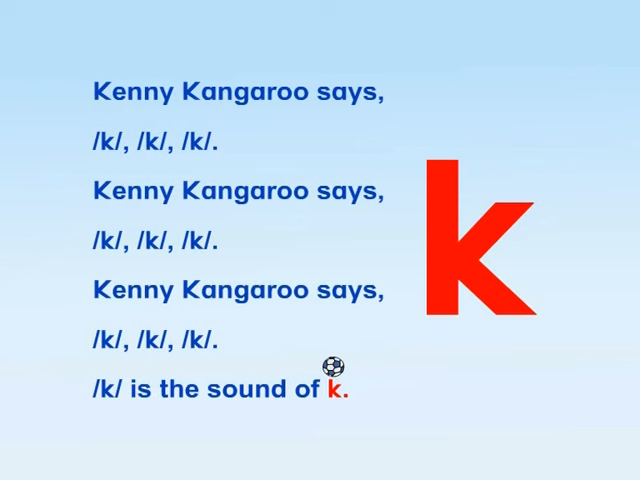 Kenny Kangaroo says,
/k/, /k/, /k/.
Kenny Kangaroo says,
/k/, /k/, /k/.
Kenny Kangaroo says,
/k/, /k/, /k/.
/k/ is the sound of k.
k